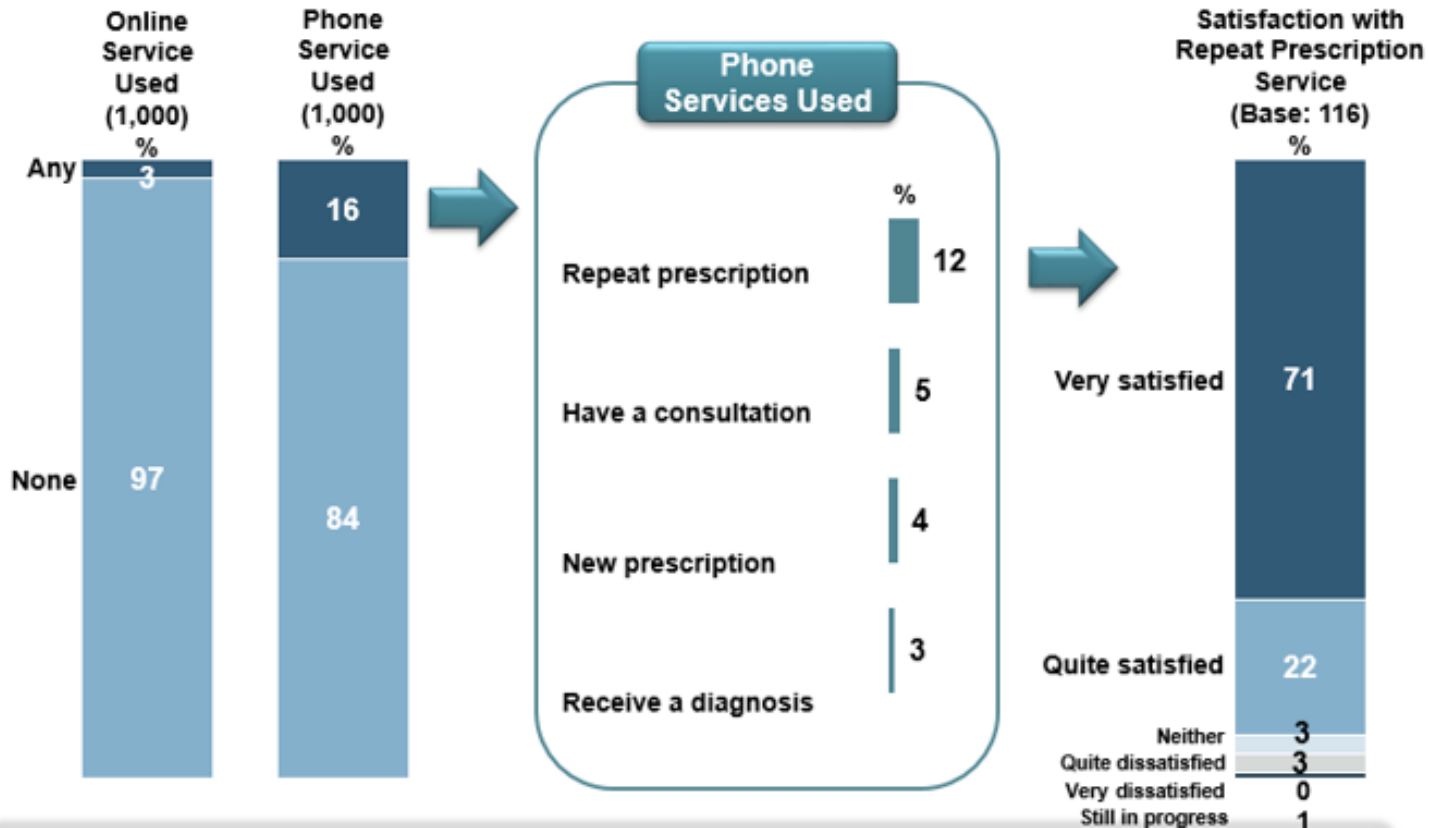 Online
Service
Used
(1,000)
%
Phone
Service
Used
(1,000)
%
Any
3
16
None
97
84
Phone
Services Used
%
Repeat prescription
12
Have a consultation
5
New prescription
4
Receive a diagnosis
3
Satisfaction with
Repeat Prescription
Service
(Base: 116)
%
Very satisfied
71
Quite satisfied
22
Neither
3
Quite dissatisfied
3
Very dissatisfied
0
Still in progress
1